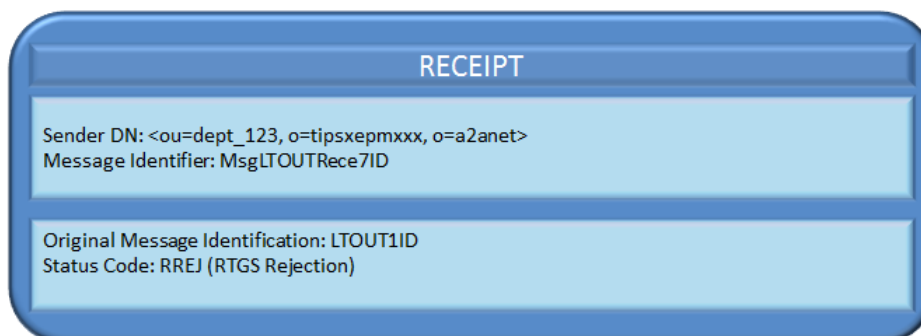 RECEIPT
Sender DN: <ou=dept_123, o=tipsxepmxxx, o=a2anet>
Message Identifier: MsgLTOUTRece7ID
Original Message Identification: LTOUT1ID
Status Code: RREJ (RTGS Rejection)